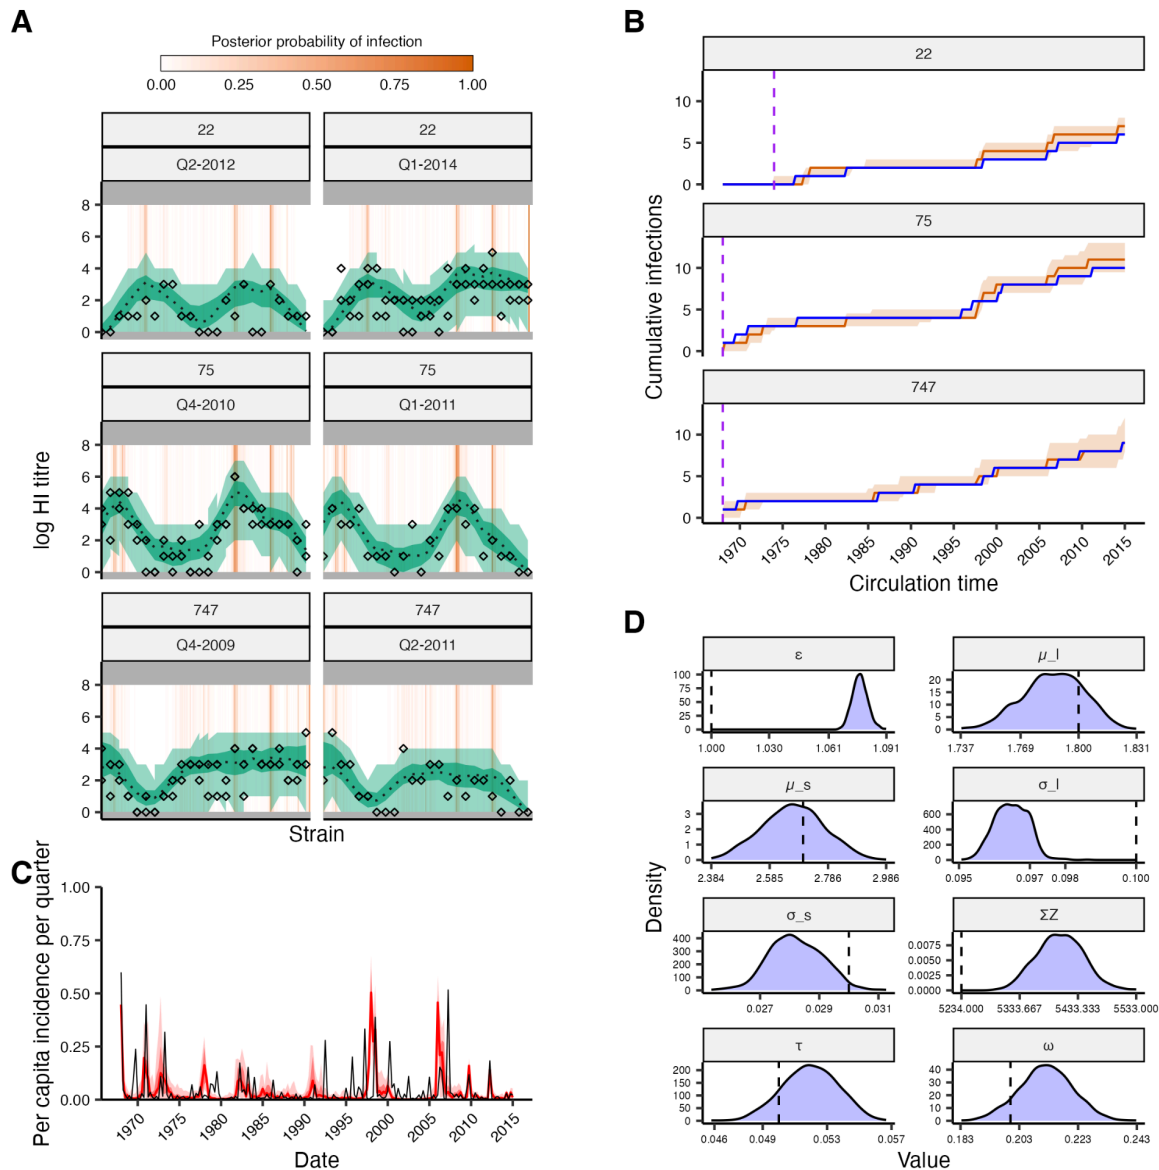 A
Posterior probability of infection
0.00 0.25 0.50 0.75 1.00
22 22
Q2-2012 Q1-2014
8
6
4
2
0
75 75
Q4-2010 Q1-2011
8
6
4
2
0
747 747
Q4-2009 Q2-2011
8
6
4
2
0
log HI titre
Strain
B
22
10
5
0
75
10
5
0
747
10
5
0
Cumulative infections
1970 1975 1980 1985 1990 1995 2000 2005 2010 2015
Circulation time
C
1.00
0.75
0.50
0.25
0.00
Per capita incidence per quarter
1970 1975 1980 1985 1990 1995 2000 2005 2010 2015
Date
D
ε μ_l
100
75
50
25
0
20
15
10
5
0
1.000 1.030 1.061 1.091 1.737 1.769 1.800 1.831
μ_s σ_l
3
2
1
0
600
400
200
0
2.384 2.585 2.786 2.986 0.095 0.097 0.098 0.100
σ_s ΣZ
400
300
200
100
0
0.0075
0.0050
0.0025
0.0000
0.027 0.029 0.031 5234.000 5333.667 5433.333 5533.000
τ ω
200
150
100
50
0
40
30
20
10
0
0.046 0.049 0.053 0.057 0.183 0.203 0.223 0.243
Density
Value